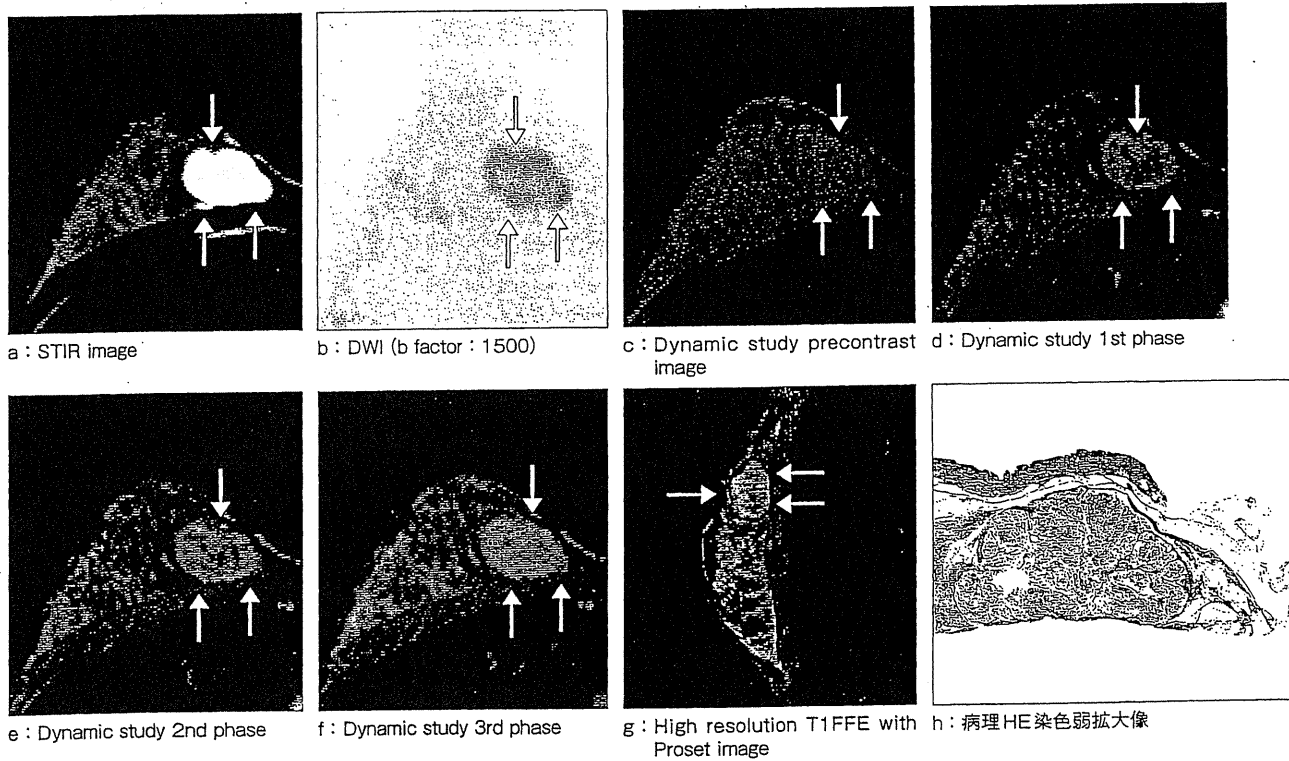 a：STIR image
b：DWI (b factor：1500)
c：Dynamic study precontrast
image
d：Dynamic study 1st phase
e：Dynamic study 2nd phase
f：Dynamic study 3rd phase
g：High resolution T1FFE with
Proset image
h：病理HE染色弱拡大像